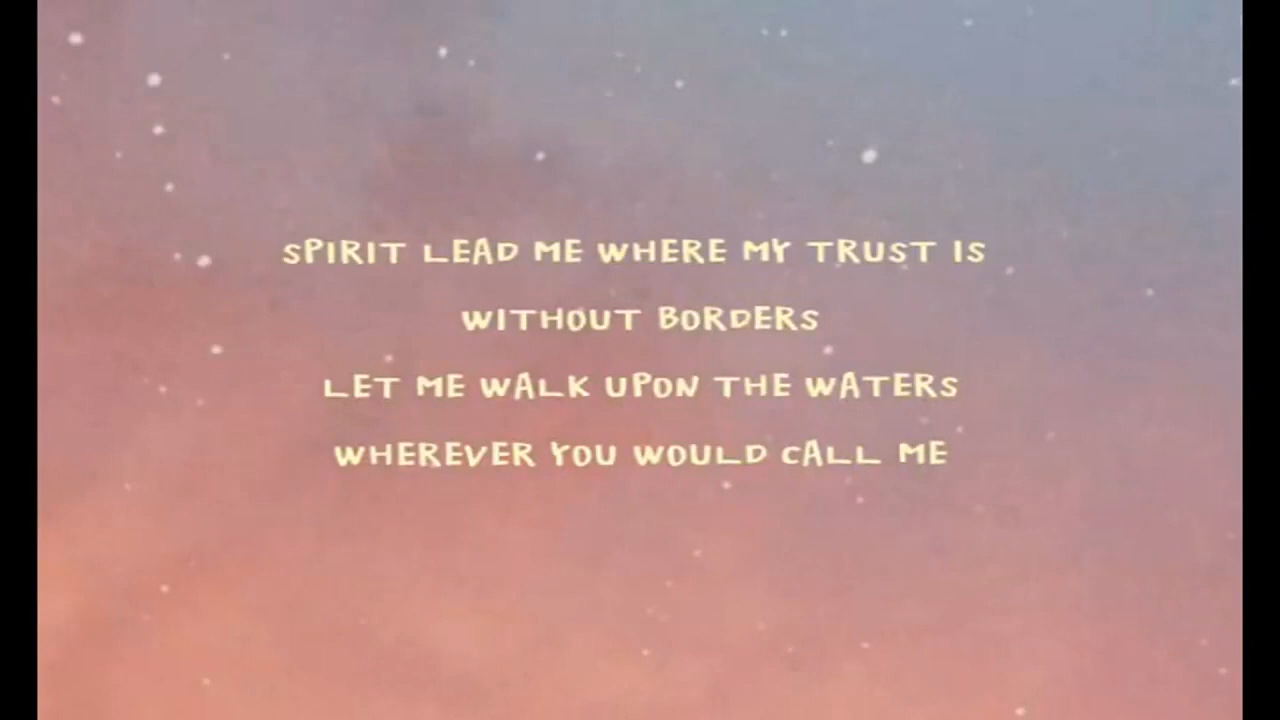 SPIRIT LEAD ME WHERE MY TRUST IS
WITHOUT BORDERS
LET ME WALK UPON THE WATERS
WHEREVER YOU WOULD CALL ME